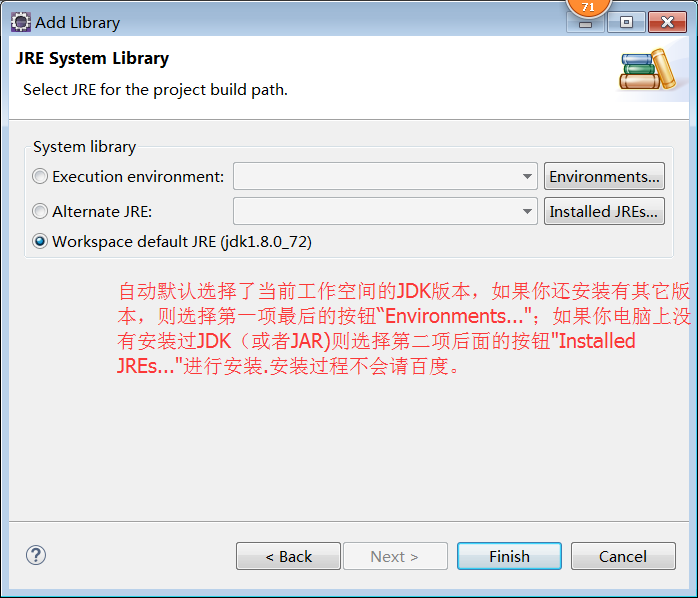 71
Add Library
JRE System Library
Select JRE for the project build path.
System library
Execution environment:
Environments...
Alternate JRE:
Installed JREs...
Workspace default JRE (jdk1.8.0_72)
自动默认选择了当前工作空间的JDK版本，如果你还安装有其它版
本，则选择第一项最后的按钮“Environments..."；如果你电脑上没
有安装过JDK（或者JAR)则选择第二项后面的按钮"Installed
JREs..."进行安装.安装过程不会请百度。
?
< Back
Next >
Finish
Cancel